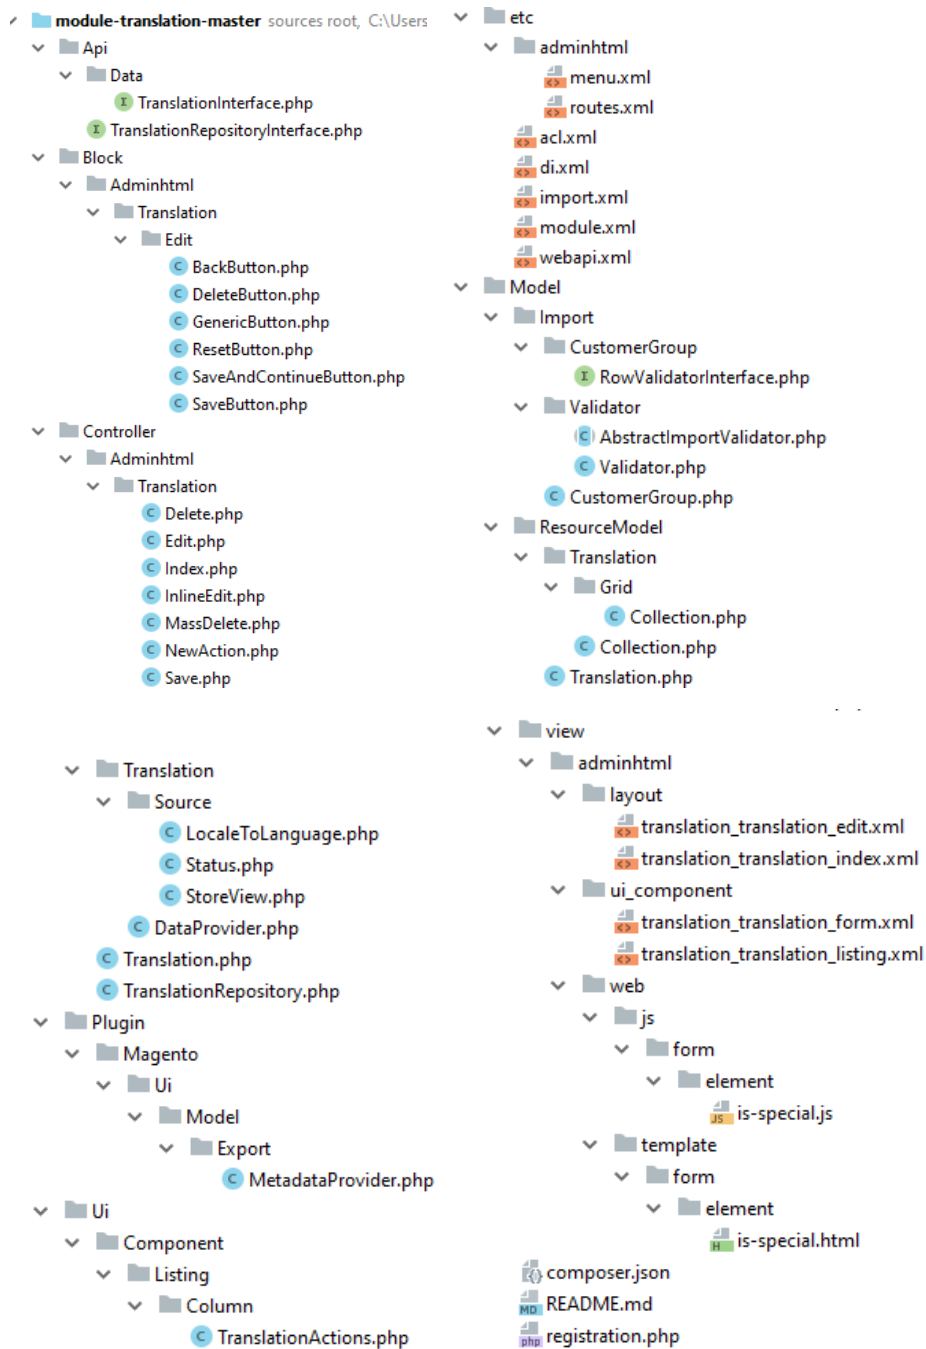 module-translation-master sources root, C:\Users
Api
Data
TranslationInterface.php
TranslationRepositoryInterface.php
Block
Adminhtml
Translation
Edit
BackButton.php
DeleteButton.php
GenericButton.php
ResetButton.php
SaveAndContinueButton.php
SaveButton.php
Controller
Adminhtml
Translation
Delete.php
Edit.php
Index.php
InlineEdit.php
MassDelete.php
NewAction.php
Save.php
etc
adminhtml
menu.xml
routes.xml
acl.xml
di.xml
import.xml
module.xml
webapi.xml
Model
Import
CustomerGroup
RowValidatorInterface.php
Validator
AbstractImportValidator.php
Validator.php
CustomerGroup.php
ResourceModel
Translation
Grid
Collection.php
Collection.php
Translation.php
Translation
Source
LocaleToLanguage.php
Status.php
StoreView.php
DataProvider.php
Translation.php
TranslationRepository.php
Plugin
Magento
Ui
Model
Export
MetadataProvider.php
Ui
Component
Listing
Column
TranslationActions.php
view
adminhtml
layout
translation_translation_edit.xml
translation_translation_index.xml
ui_component
translation_translation_form.xml
translation_translation_listing.xml
web
js
form
element
is-special.js
template
form
element
is-special.html
composer.json
README.md
registration.php